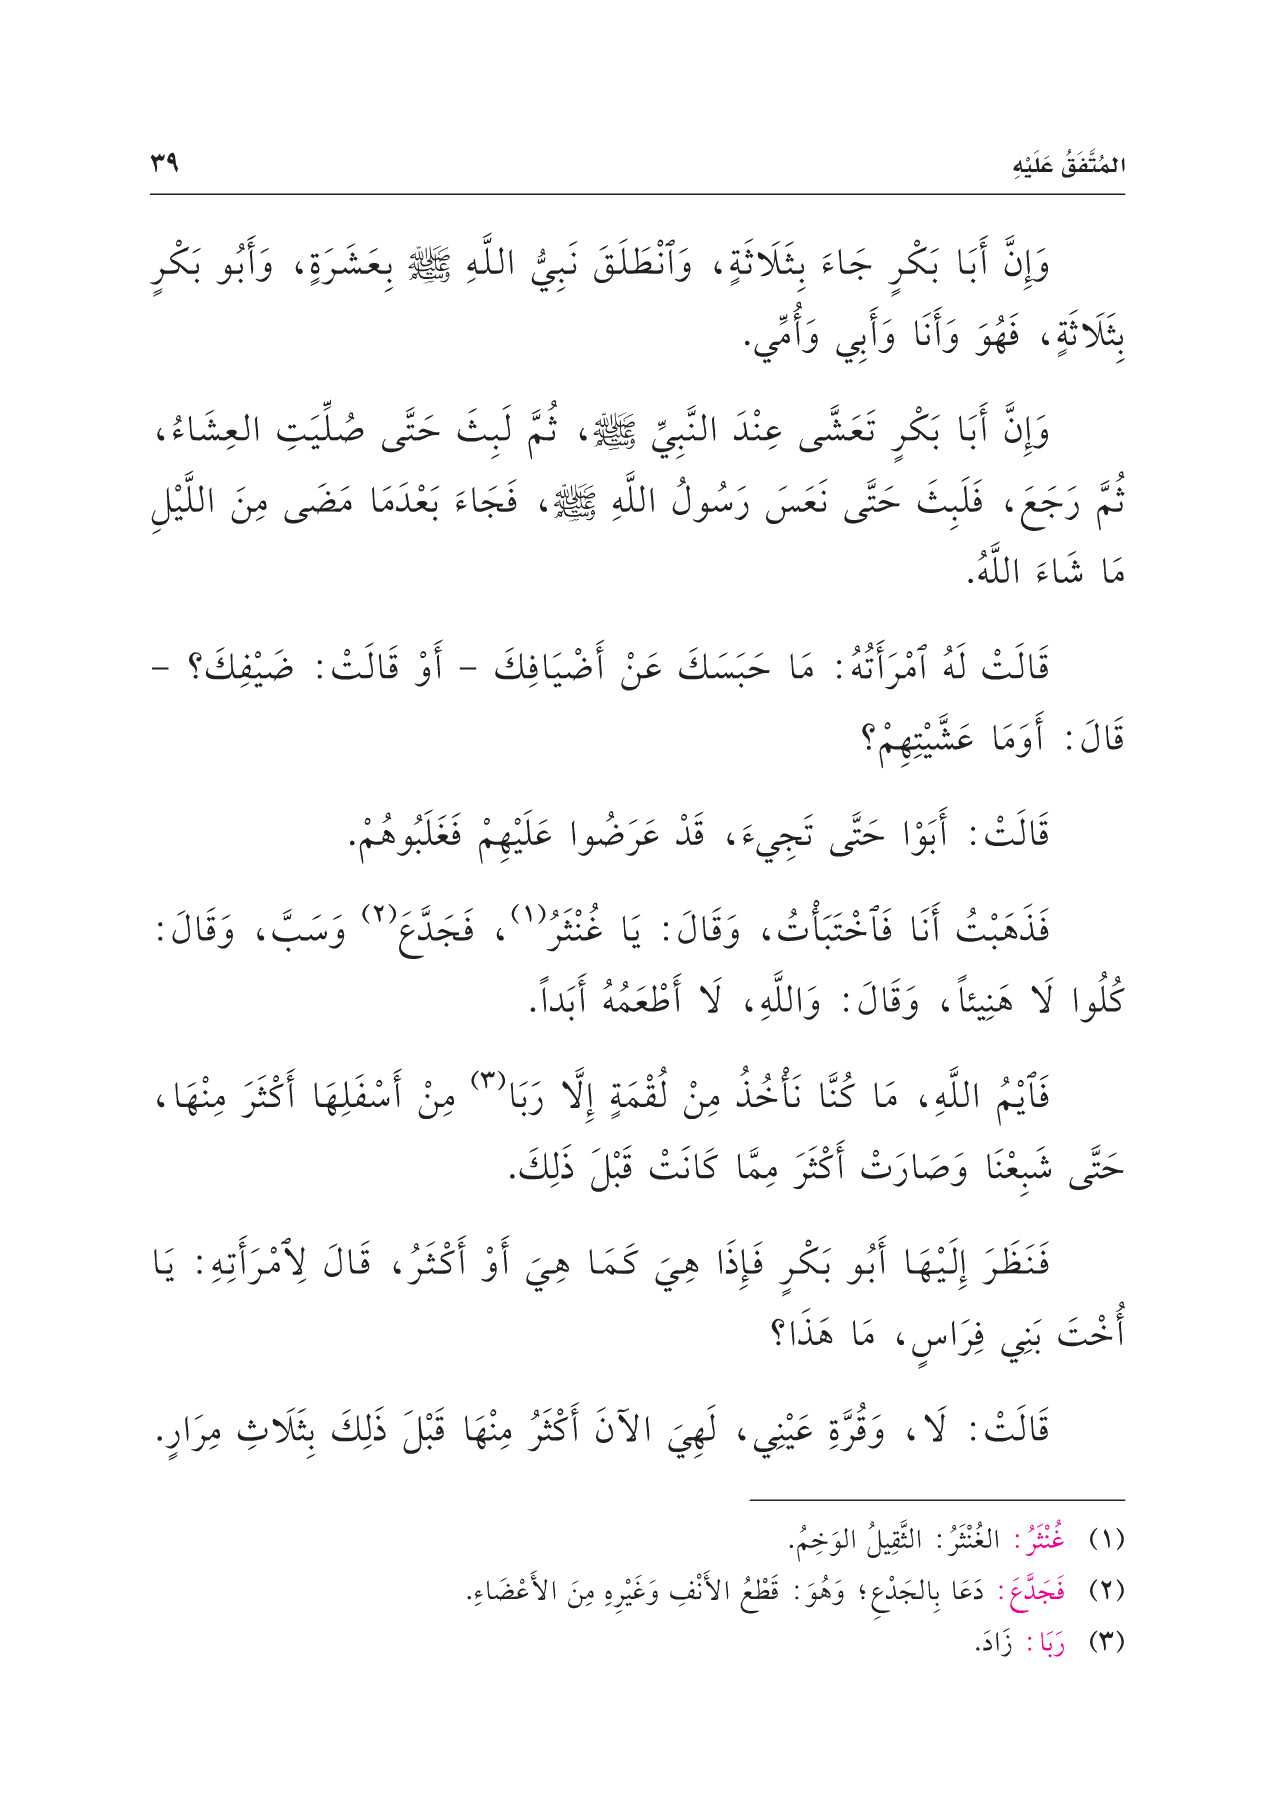 المُتَّفَقُ عَلَيْهِ ٣٩
وَإِنَّ أَبَا بَكْرٍ جَاءَ بِثَلَاثَةٍ، وَٱنْطَلَقَ نَبِيُّ اللَّهِ ﷺ بِعَشَرَةٍ، وَأَبُو بَكْرٍ
بِثَلَاثَةٍ، فَهُوَ وَأَنَا وَأَبِي وَأُمِّي.
وَإِنَّ أَبَا بَكْرٍ تَعَشَّى عِنْدَ النَّبِيِّ ﷺ، ثُمَّ لَبِثَ حَتَّى صُلِّيَتِ العِشَاءُ،
ثُمَّ رَجَعَ، فَلَبِثَ حَتَّى نَعَسَ رَسُولُ اللَّهِ ﷺ، فَجَاءَ بَعْدَمَا مَضَى مِنَ اللَّيْلِ
مَا شَاءَ اللَّهُ.
قَالَتْ لَهُ ٱمْرَأَتُهُ: مَا حَبَسَكَ عَنْ أَضْيَافِكَ - أَوْ قَالَتْ: ضَيْفِكَ؟ -
قَالَ: أَوَمَا عَشَّيْتِهِمْ؟
قَالَتْ: أَبَوْا حَتَّى تَجِيءَ، قَدْ عَرَضُوا عَلَيْهِمْ فَغَلَبُوهُمْ.
فَذَهَبْتُ أَنَا فَٱخْتَبَأْتُ، وَقَالَ: يَا غُنْثَرُ(١)، فَجَدَّعَ(٢) وَسَبَّ، وَقَالَ:
كُلُوا لَا هَنِيئاً، وَقَالَ: وَاللَّهِ، لَا أَطْعَمُهُ أَبَداً.
فَٱيْمُ اللَّهِ، مَا كُنَّا نَأْخُذُ مِنْ لُقْمَةٍ إِلَّا رَبَا(٣) مِنْ أَسْفَلِهَا أَكْثَرَ مِنْهَا،
حَتَّى شَبِعْنَا وَصَارَتْ أَكْثَرَ مِمَّا كَانَتْ قَبْلَ ذَلِكَ.
فَنَظَرَ إِلَيْهَا أَبُو بَكْرٍ فَإِذَا هِيَ كَمَا هِيَ أَوْ أَكْثَرُ، قَالَ لِٱمْرَأَتِهِ: يَا
أُخْتَ بَنِي فِرَاسٍ، مَا هَذَا؟
قَالَتْ: لَا، وَقُرَّةِ عَيْنِي، لَهِيَ الآنَ أَكْثَرُ مِنْهَا قَبْلَ ذَلِكَ بِثَلَاثِ مِرَارٍ.
(١) غُنْثَرُ: الغُنْثَرُ: الثَّقِيلُ الوَخِمُ.
(٢) فَجَدَّعَ: دَعَا بِالجَدْعِ؛ وَهُوَ: قَطْعُ الأَنْفِ وَغَيْرِهِ مِنَ الأَعْضَاءِ.
(٣) رَبَا: زَادَ.